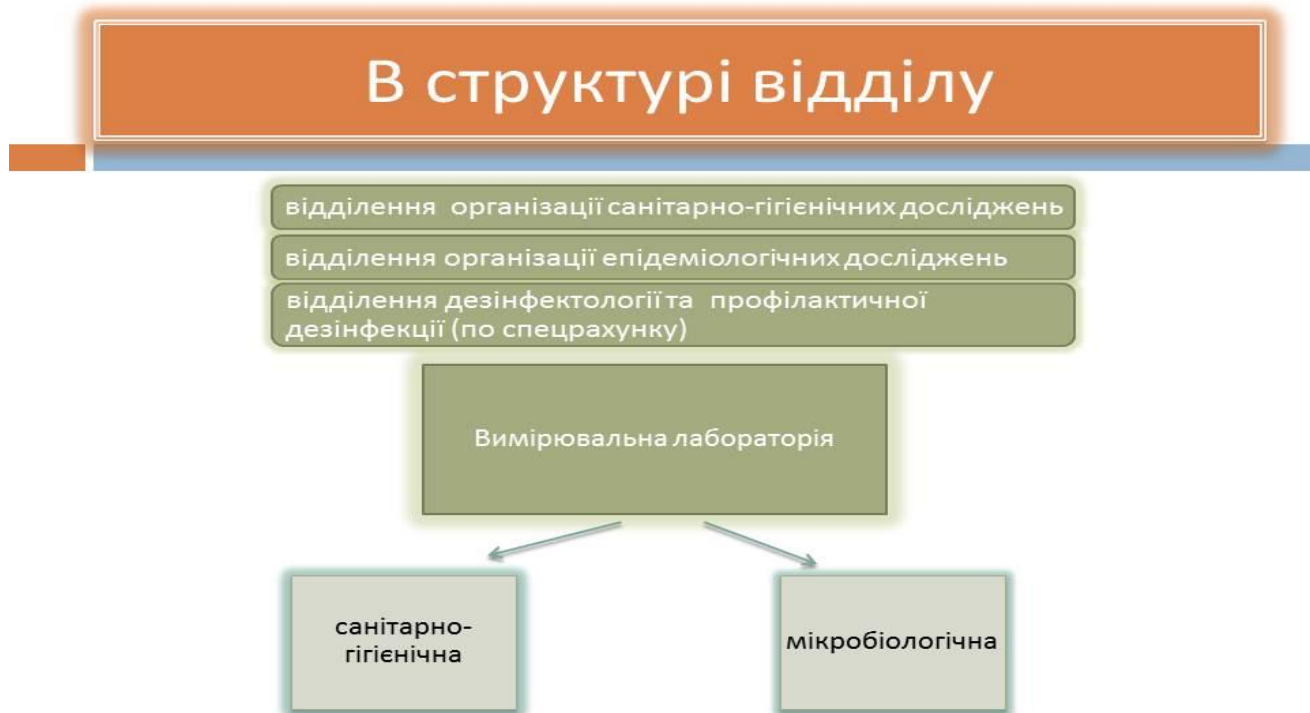 В структурі відділу
відділення організації санітарно-гігієнічних досліджень
відділення організації епідеміологічних досліджень
відділення дезінфектології та профілактичної
дезінфекції (по спецрахунку)
Вимірювальна лабораторія
санітарно-
гігієнічна
мікробіологічна